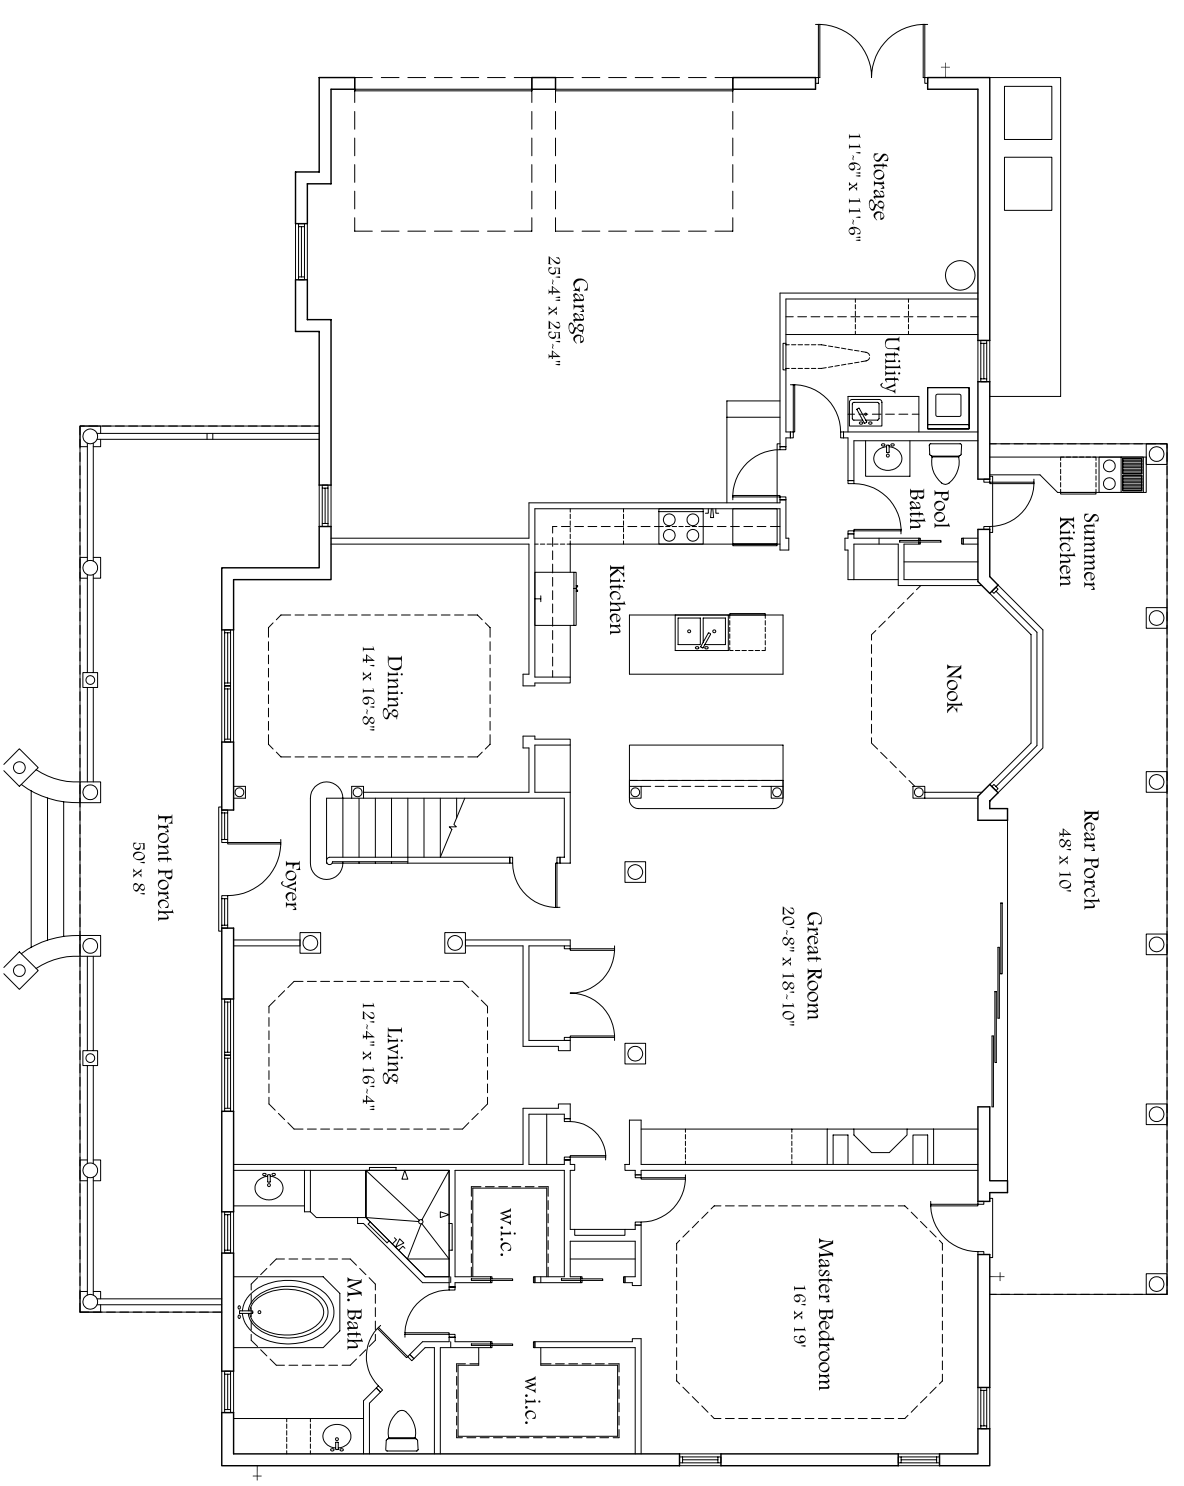 Storage
11'-6" x 11'-6"
Garage
25'-4" x 25'-4"
Utility
Pool
Bath
Summer
Kitchen
Kitchen
Nook
Dining
14' x 16'-8"
Rear Porch
48' x 10'
Front Porch
50' x 8'
Foyer
Great Room
20'-8" x 18'-10"
Living
12'-4" x 16'-4"
w.i.c.
Master Bedroom
16' x 19'
M. Bath
w.i.c.